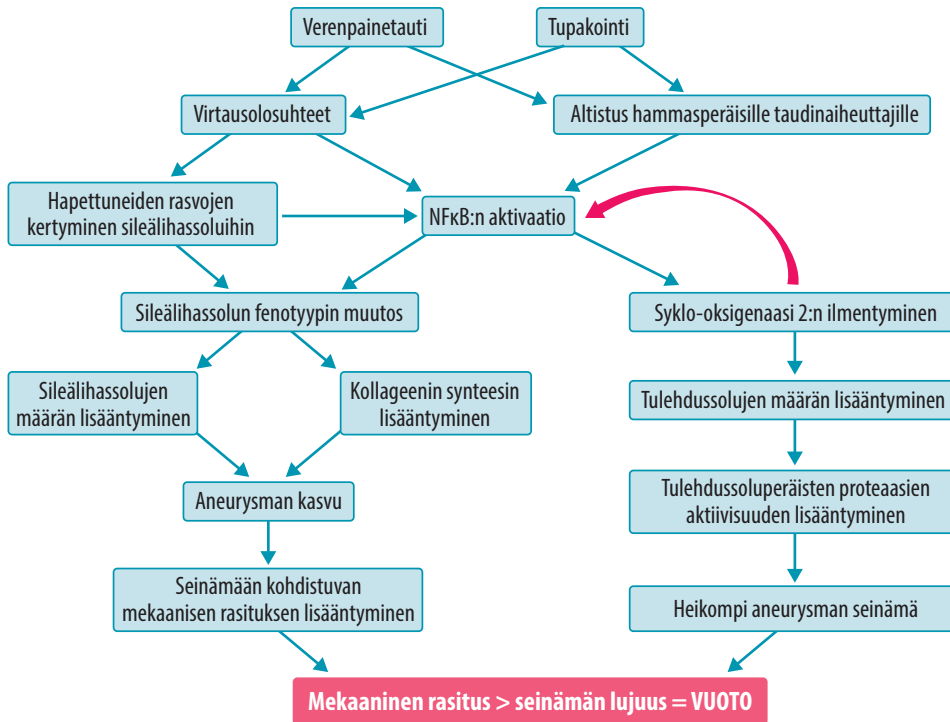 Verenpainetauti
Tupakointi
Virtausolosuhteet
Altistus hammasperäisille taudinaiheuttajille
Hapettuneiden rasvojen
kertyminen sileälihassoluihin
NFκB:n aktivaatio
Sileälihassolun fenotyypin muutos
Syklo-oksigenaasi 2:n ilmentyminen
Sileälihassolujen
määrän lisääntyminen
Kollageenin synteesin
lisääntyminen
Tulehdussolujen määrän lisääntyminen
Aneurysman kasvu
Tulehdussoluperäisten proteaasien
aktiivisuuden lisääntyminen
Seinämään kohdistuvan
mekaanisen rasituksen lisääntyminen
Heikompi aneurysman seinämä
Mekaaninen rasitus > seinämän lujuus = VUOTO